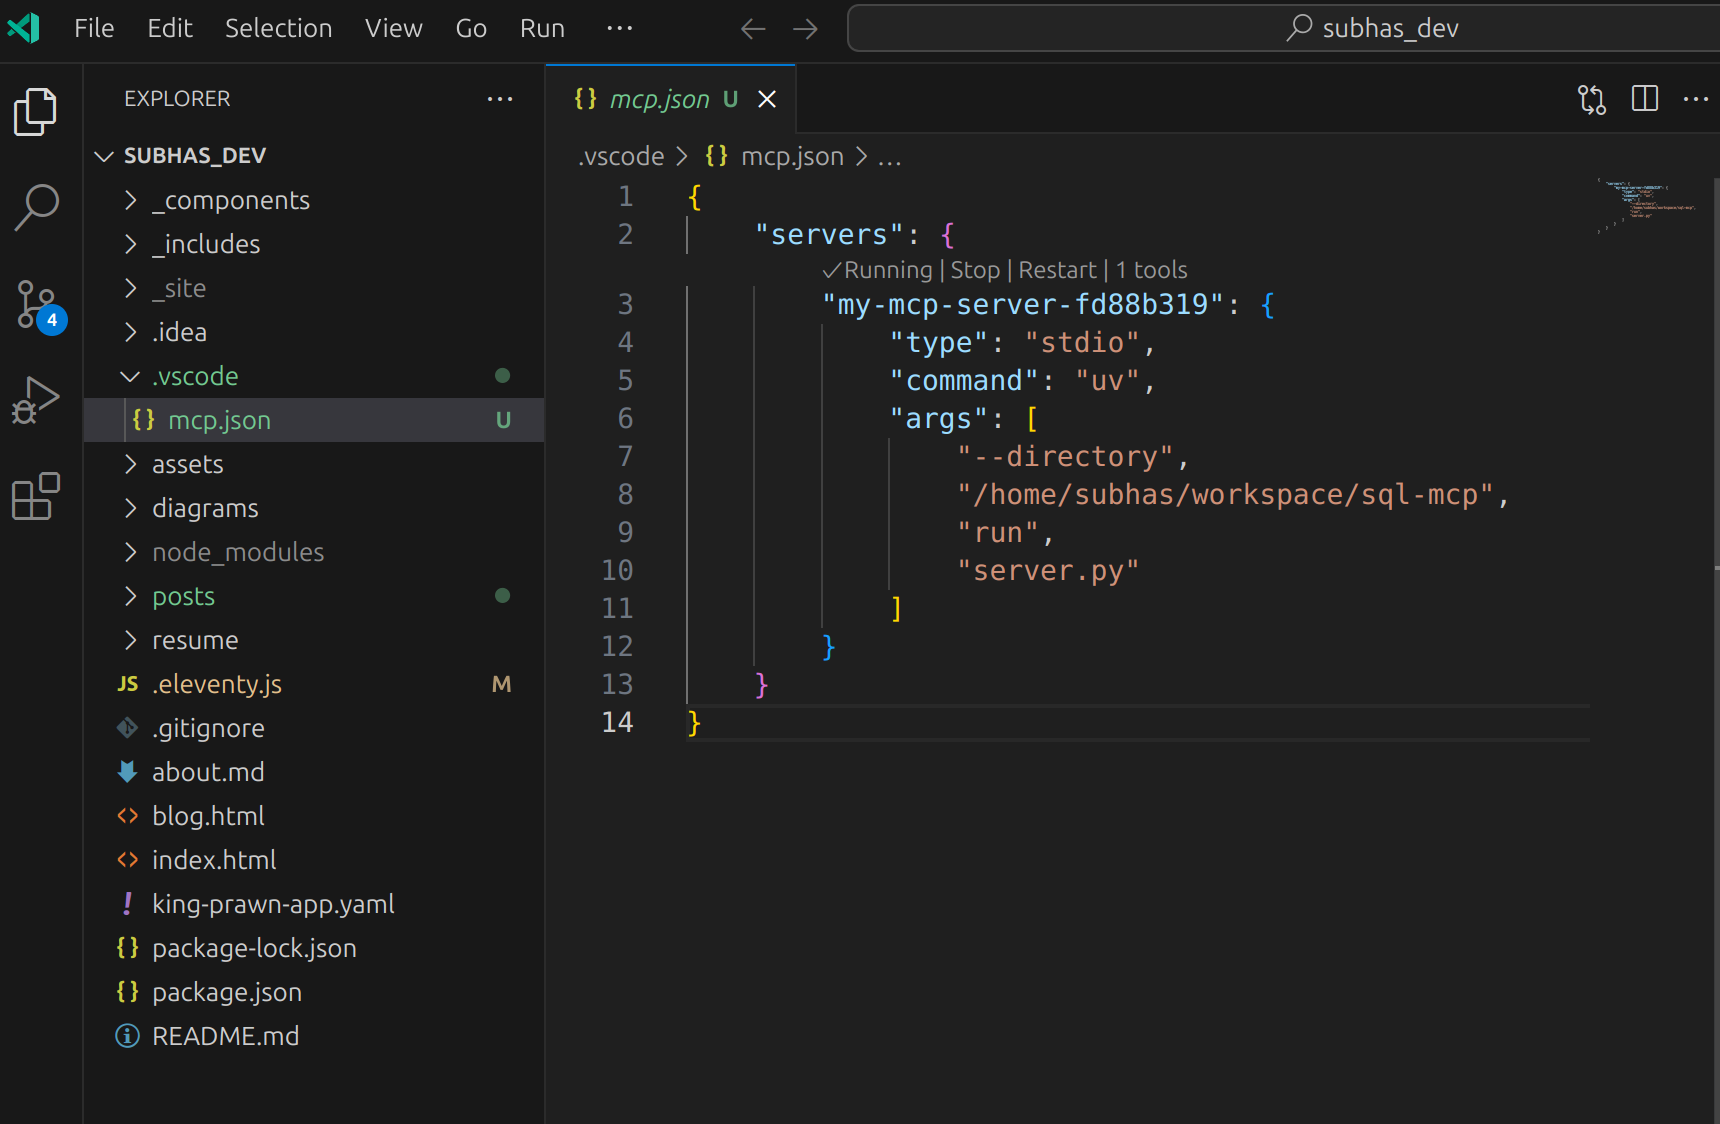 File Edit Selection View Go Run ···
subhas_dev
EXPLORER ···
SUBHAS_DEV
_components
_includes
_site
.idea
.vscode
{} mcp.json U
assets
diagrams
node_modules
posts
resume
JS .eleventy.js M
.gitignore
about.md
<> blog.html
<> index.html
! king-prawn-app.yaml
{} package-lock.json
{} package.json
README.md
4
{} mcp.json U
.vscode > {} mcp.json > ...
1 {
2 "servers": {
✓Running | Stop | Restart | 1 tools
3 "my-mcp-server-fd88b319": {
4 "type": "stdio",
5 "command": "uv",
6 "args": [
7 "--directory",
8 "/home/subhas/workspace/sql-mcp",
9 "run",
10 "server.py"
11 ]
12 }
13 }
14 }